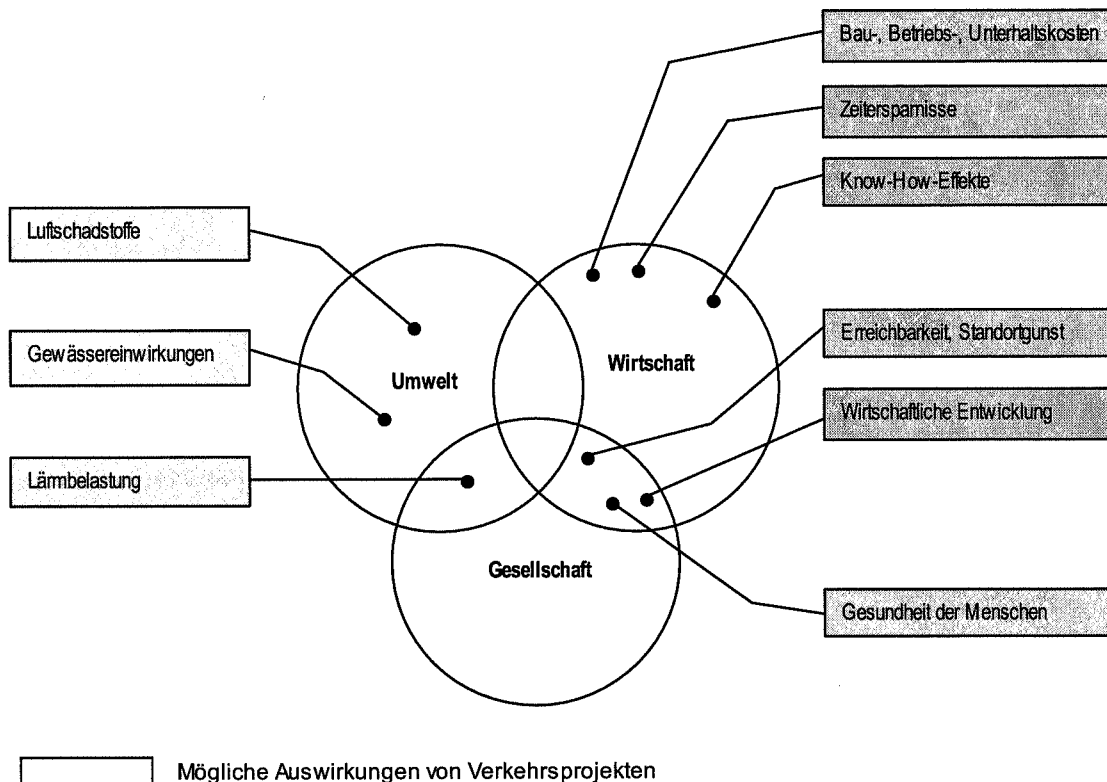 Bau-, Betriebs-, Unterhaltskosten
Zeitersparnisse
Know-How-Effekte
Luftschadstoffe
Erreichbarkeit, Standortgunst
Gewässereinwirkungen
Wirtschaft
Umwelt
Wirtschaftliche Entwicklung
Lärmbelastung
Gesellschaft
Gesundheit der Menschen
Mögliche Auswirkungen von Verkehrsprojekten